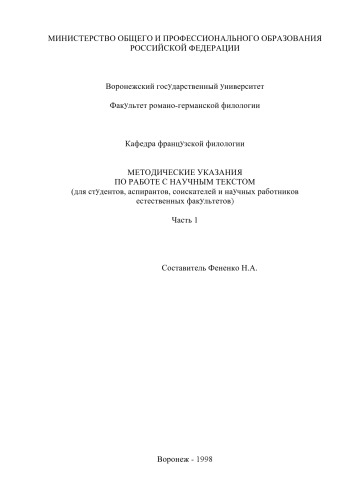 МИНИСТЕРСТВО ОБЩЕГО И ПРОФЕССИОНАЛЬНОГО ОБРАЗОВАНИЯ
РОССИЙСКОЙ ФЕДЕРАЦИИ
Воронежский государственный университет
Факультет романо-германской филологии
Кафедра французской филологии
МЕТОДИЧЕСКИЕ УКАЗАНИЯ
ПО РАБОТЕ С НАУЧНЫМ ТЕКСТОМ
(для студентов, аспирантов, соискателей и научных работников
естественных факультетов)
Часть 1
Составитель Фененко Н.А.
Воронеж - 1998